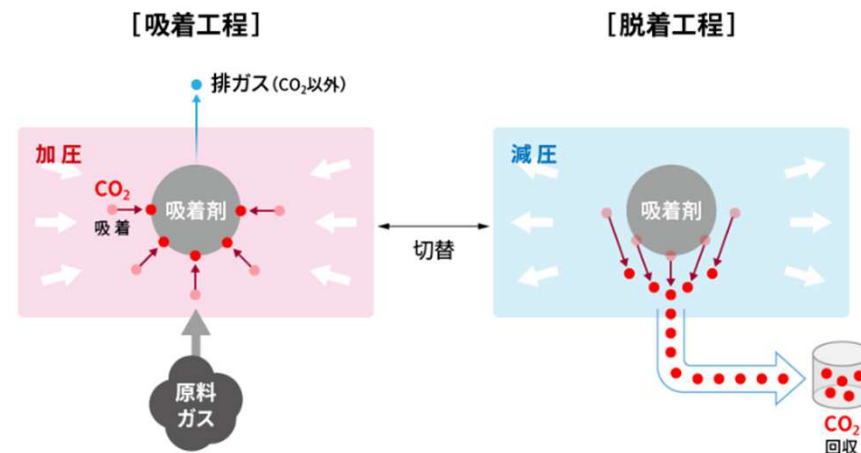 ［吸着工程］
［脱着工程］
排ガス（CO₂以外）
加圧
CO₂
吸着
吸着剤
原料
ガス
切替
減圧
吸着剤
CO₂
回収